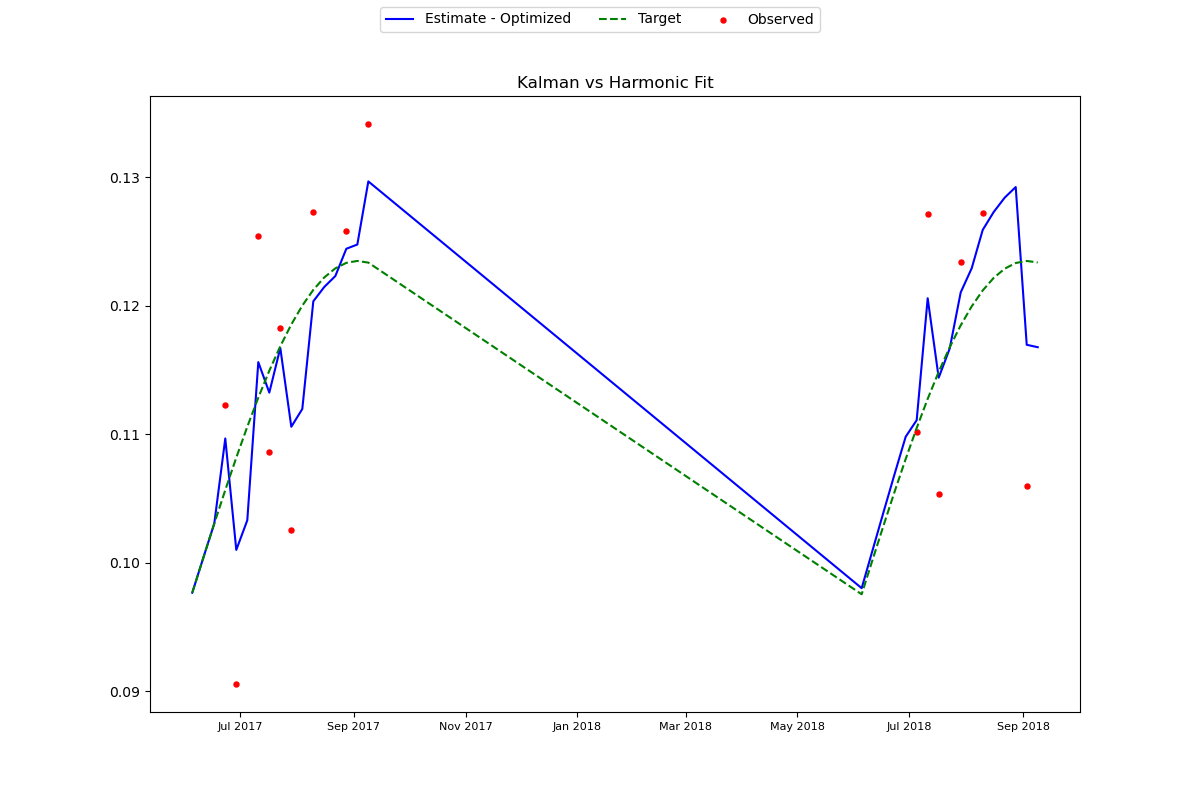 Estimate - Optimized Target Observed
Kalman vs Harmonic Fit
0.13
0.12
0.11
0.10
0.09
Jul 2017 Sep 2017 Nov 2017 Jan 2018 Mar 2018 May 2018 Jul 2018 Sep 2018